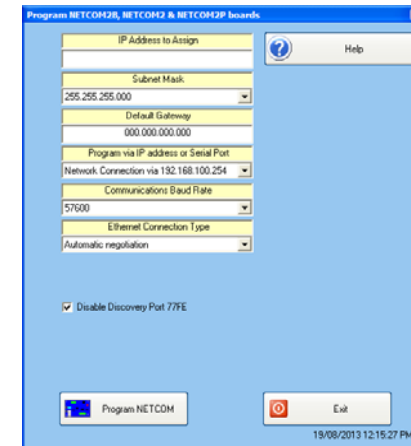 Program NETCOM2B, NETCOM2 & NETCOM2P boards
IP Address to Assign
Help
Subnet Mask
255.255.255.000
Default Gateway
000.000.000.000
Program via IP address or Serial Port
Network Connection via 192.168.100.254
Communications Baud Rate
57600
Ethernet Connection Type
Automatic negotiation
Disable Discovery Port 77FE
Program NETCOM
Exit
19/08/2013 12:15:27 PM